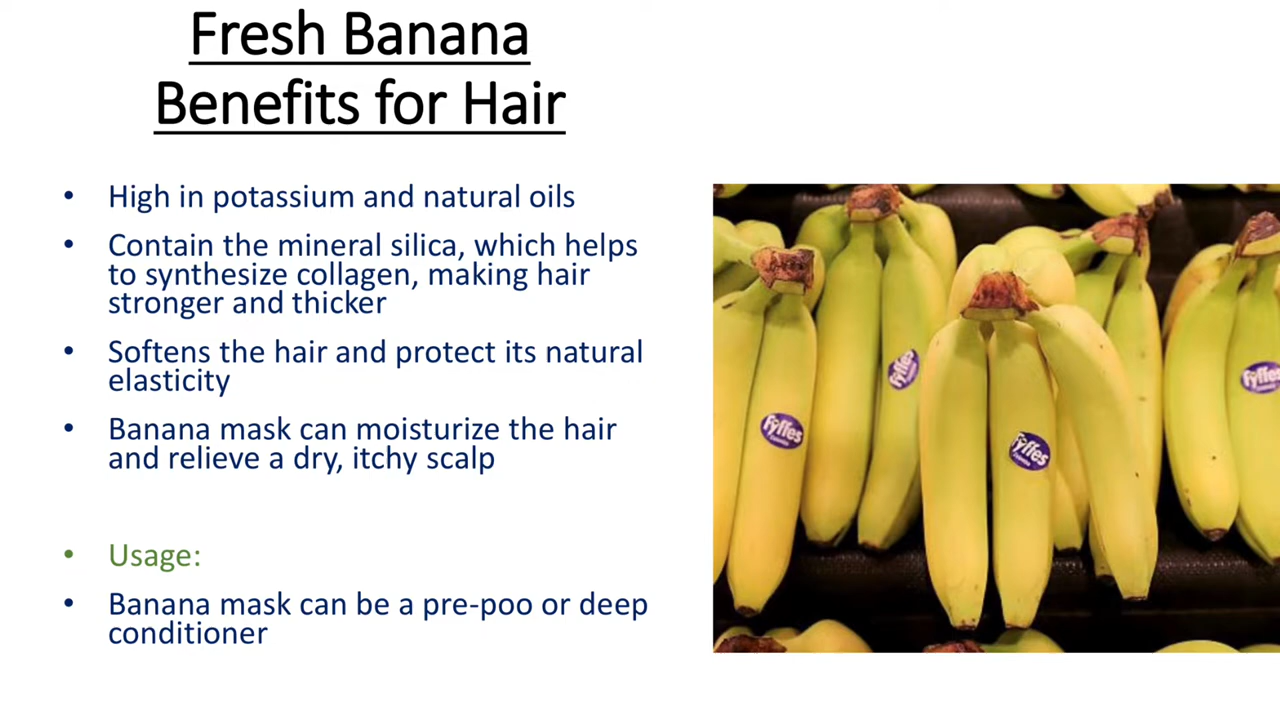 Fresh Banana
Benefits for Hair
• High in potassium and natural oils
• Contain the mineral silica, which helps
to synthesize collagen, making hair
stronger and thicker
• Softens the hair and protect its natural
elasticity
• Banana mask can moisturize the hair
and relieve a dry, itchy scalp
• Usage:
• Banana mask can be a pre-poo or deep
conditioner
fyffes
fyffes
fyffes
fyffes